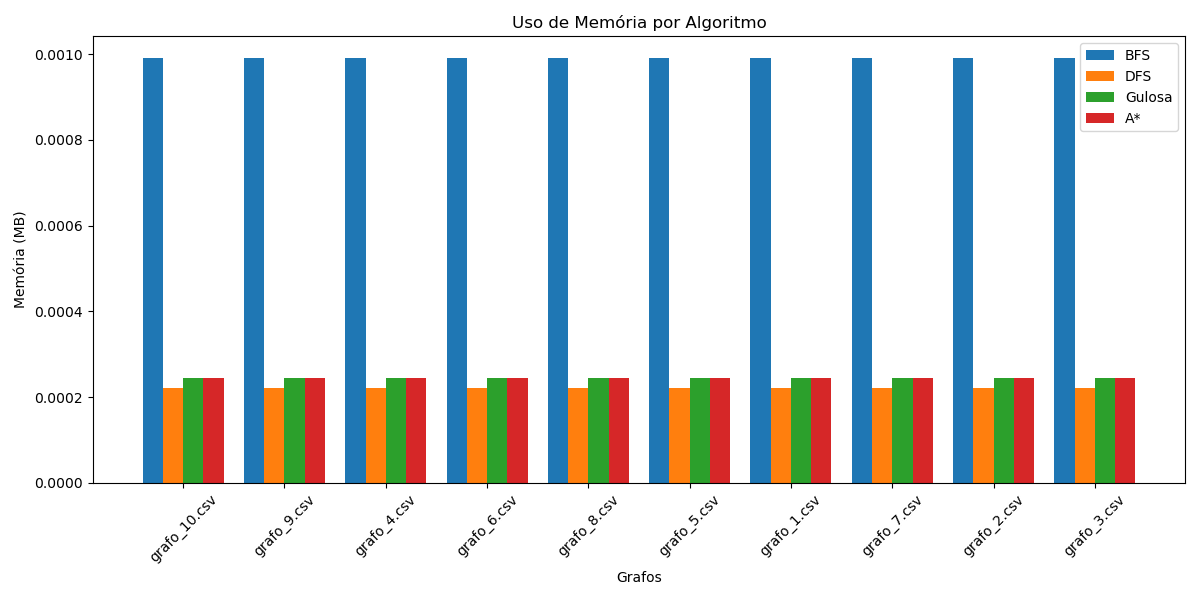 Uso de Memória por Algoritmo
Memória (MB)
0.0010
0.0008
0.0006
0.0004
0.0002
0.0000
BFS
DFS
Gulosa
A*
grafo_10.csv
grafo_9.csv
grafo_4.csv
grafo_6.csv
grafo_8.csv
grafo_5.csv
grafo_1.csv
grafo_7.csv
grafo_2.csv
grafo_3.csv
Grafos